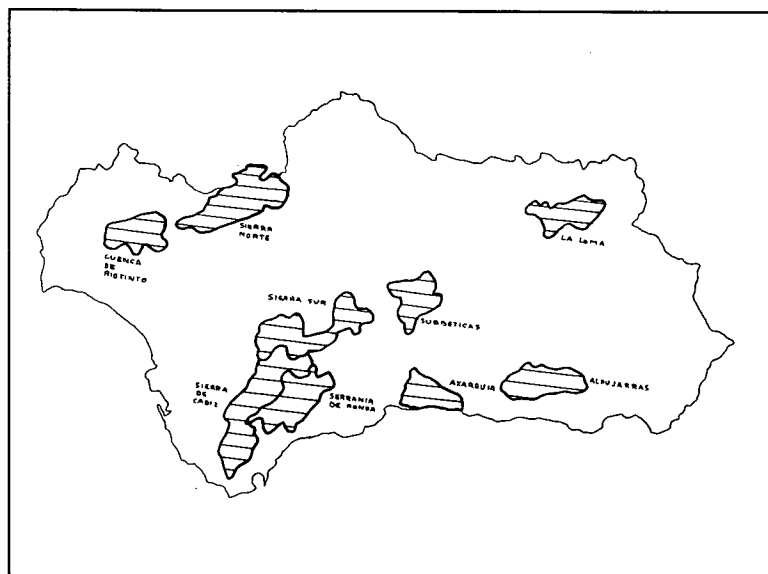 SIERRA
NORTE
LA LOMA
CUENCA
DE
RIOTINTO
SIERRA SUR
SUBBETICAS
SIERRA
DE
CADIZ
SERRANIA
DE RONDA
AXARQUIA
ALPUJARRAS